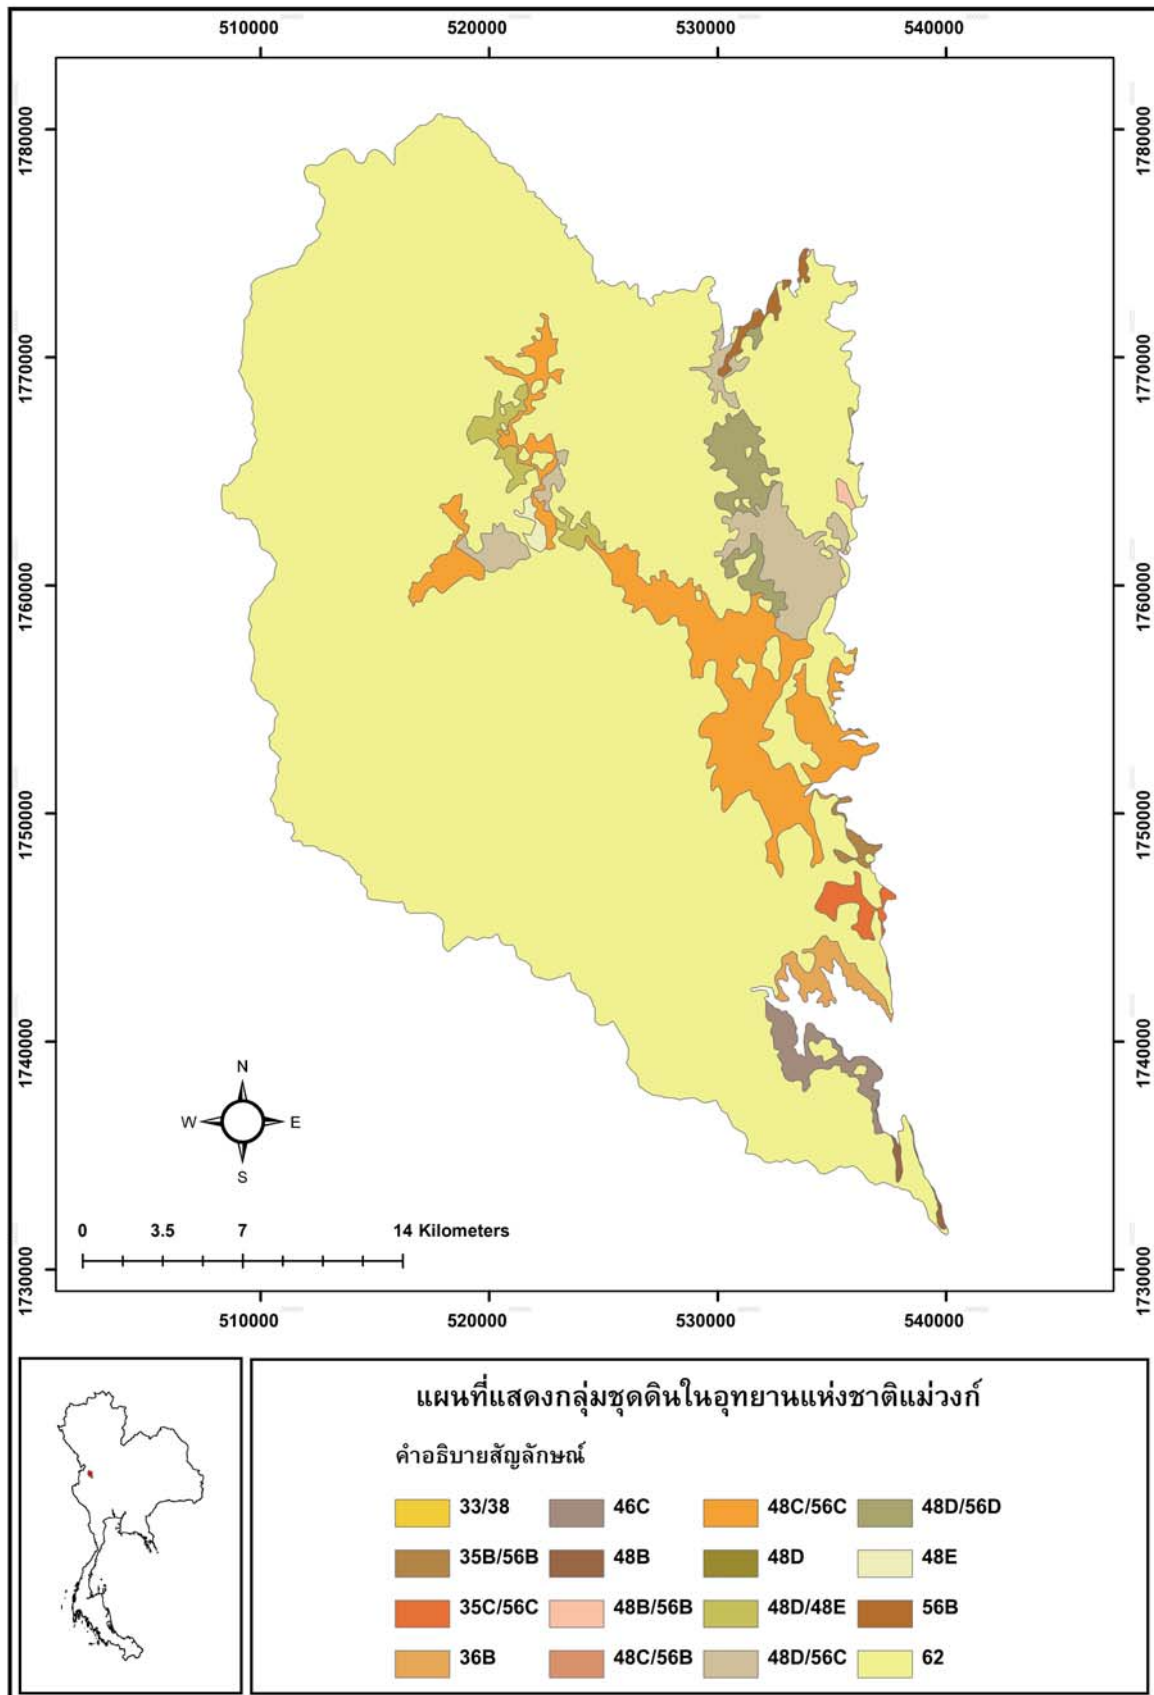 510000 520000 530000 540000
1780000 1780000
1770000 1770000
1760000 1760000
1750000 1750000
1740000 1740000
1730000 1730000
N
W E
S
0 3.5 7 14 Kilometers
510000 520000 530000 540000
แผนที่แสดงกลุ่มชุดดินในอุทยานแห่งชาติแม่วงก์
คำอธิบายสัญลักษณ์
33/38 46C 48C/56C 48D/56D
35B/56B 48B 48D 48E
35C/56C 48B/56B 48D/48E 56B
36B 48C/56B 48D/56C 62